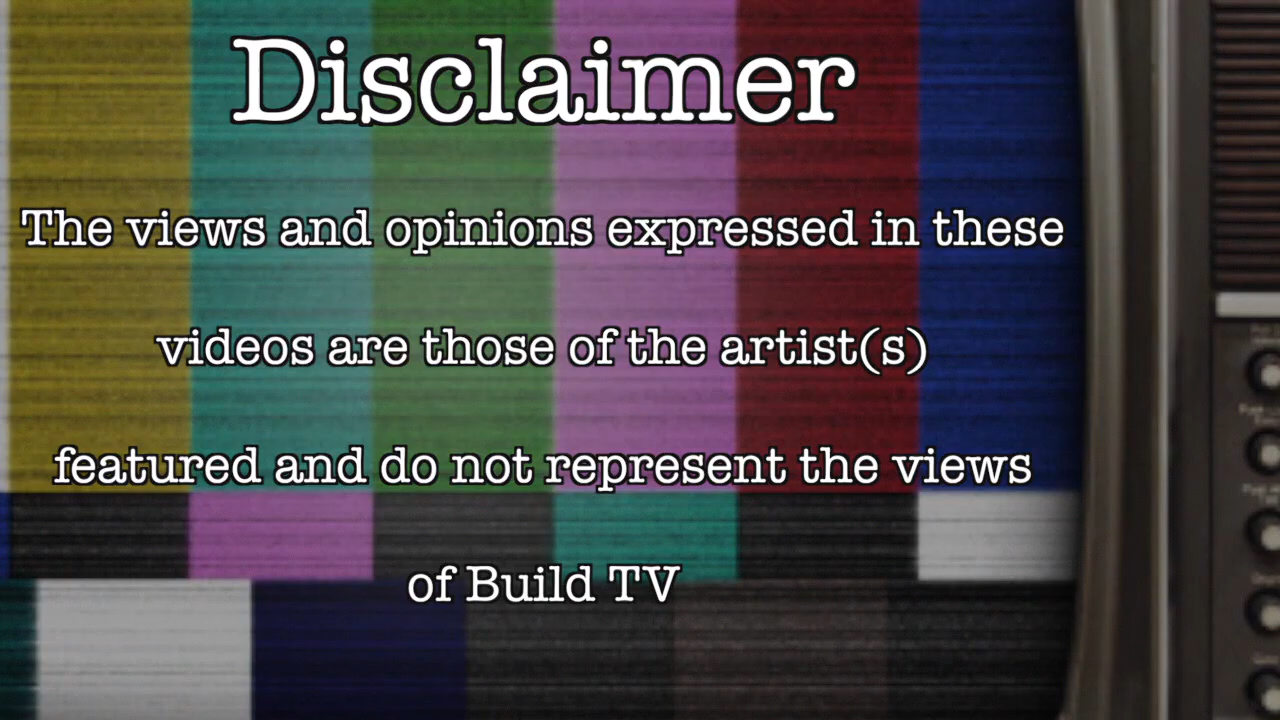 Disclaimer
The views and opinions expressed in these
videos are those of the artist(s)
featured and do not represent the views
of Build TV